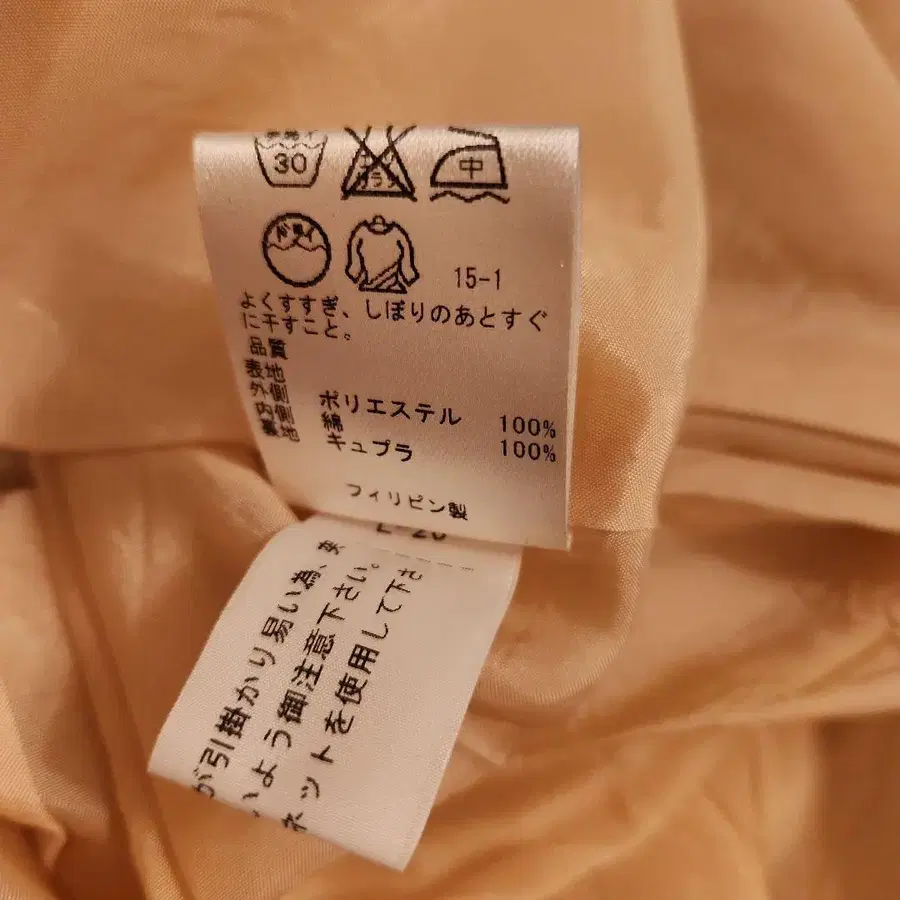 30
中
ドライ
15-1
よくすすぎ、しぼりのあとすぐ
に干すこと。
品質
表地
外側 ポリエステル 100%
内側 綿 100%
裏地 キュプラ
フィリピン製
が引掛かり易い為、
よう御注意下さい。
ネットを使用して下さ